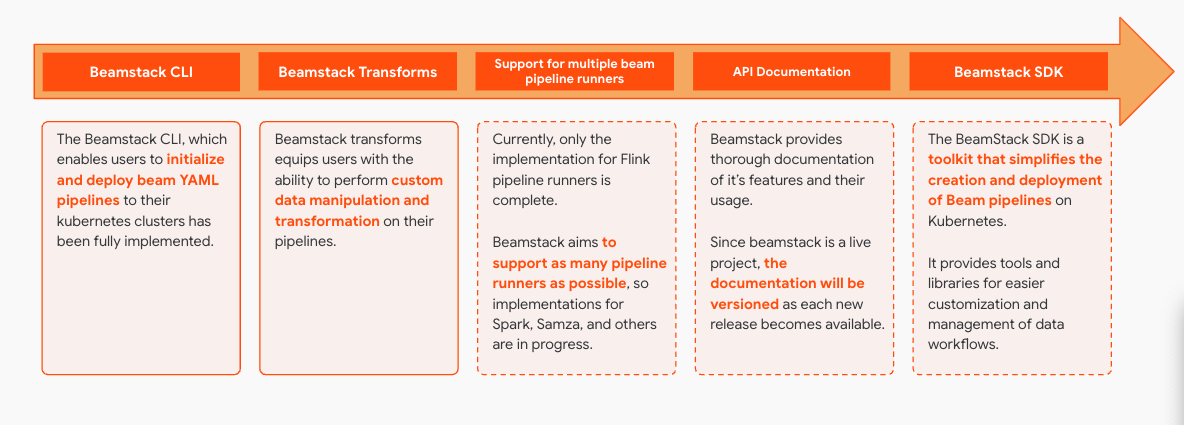 Beamstack CLI
Beamstack Transforms
Support for multiple beam
pipeline runners
API Documentation
Beamstack SDK
The Beamstack CLI, which
enables users to initialize
and deploy beam YAML
pipelines to their
kubernetes clusters has
been fully implemented.
Beamstack transforms
equips users with the
ability to perform custom
data manipulation and
transformation on their
pipelines.
Currently, only the
implementation for Flink
pipeline runners is
complete.
Beamstack aims to
support as many pipeline
runners as possible, so
implementations for
Spark, Samza, and others
are in progress.
Beamstack provides
thorough documentation
of it’s features and their
usage.
Since beamstack is a live
project, the
documentation will be
versioned as each new
release becomes available.
The BeamStack SDK is a
toolkit that simplifies the
creation and deployment
of Beam pipelines on
Kubernetes.
It provides tools and
libraries for easier
customization and
management of data
workflows.